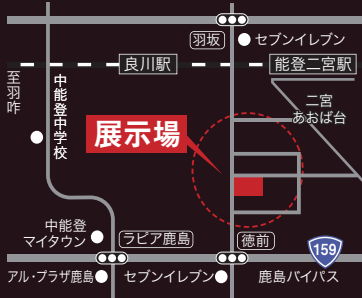 羽坂
セブンイレブン
良川駅
能登二宮駅
至羽咋
中能登中学校
二宮
あおば台
展示場
中能登
マイタウン
ラピア鹿島
徳前
159
アル・プラザ鹿島
セブンイレブン
鹿島バイパス